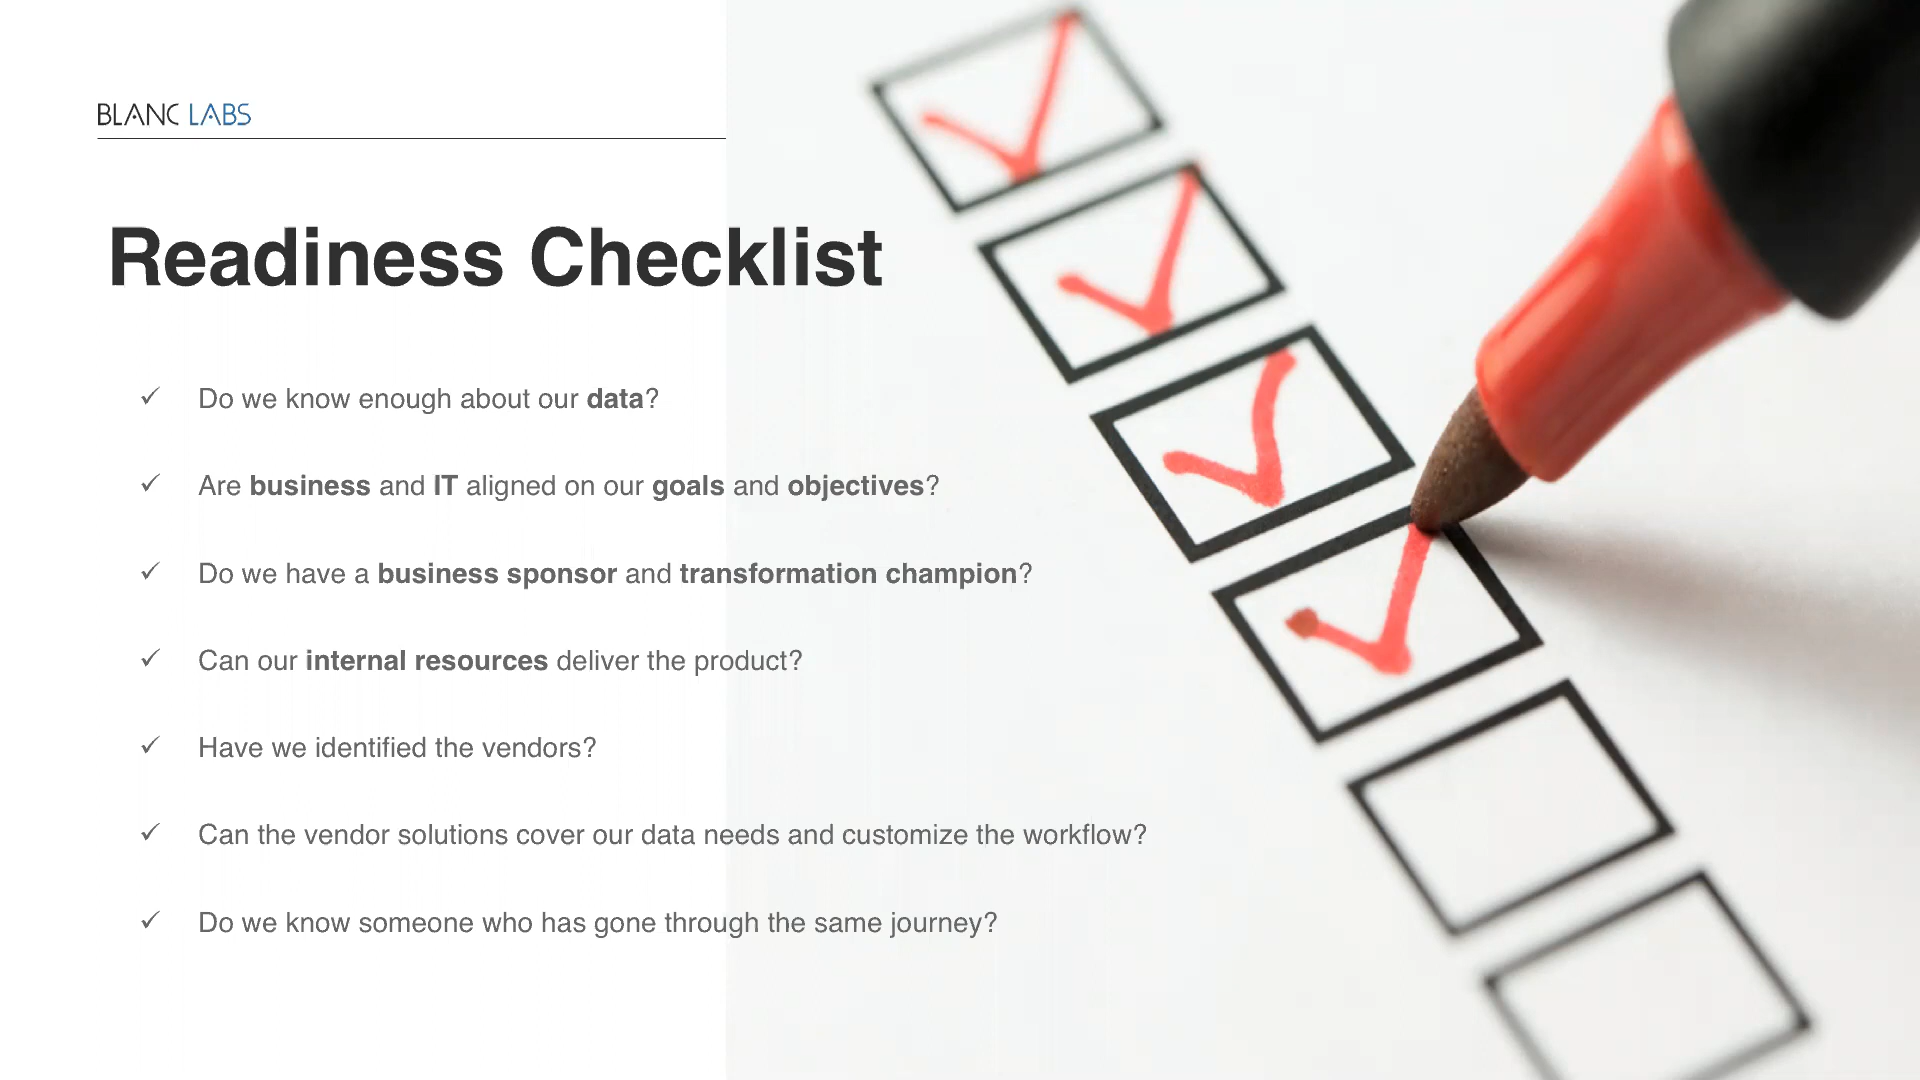 BLANC LABS
Readiness Checklist
✓ Do we know enough about our data?
✓ Are business and IT aligned on our goals and objectives?
✓ Do we have a business sponsor and transformation champion?
✓ Can our internal resources deliver the product?
✓ Have we identified the vendors?
✓ Can the vendor solutions cover our data needs and customize the workflow?
✓ Do we know someone who has gone through the same journey?